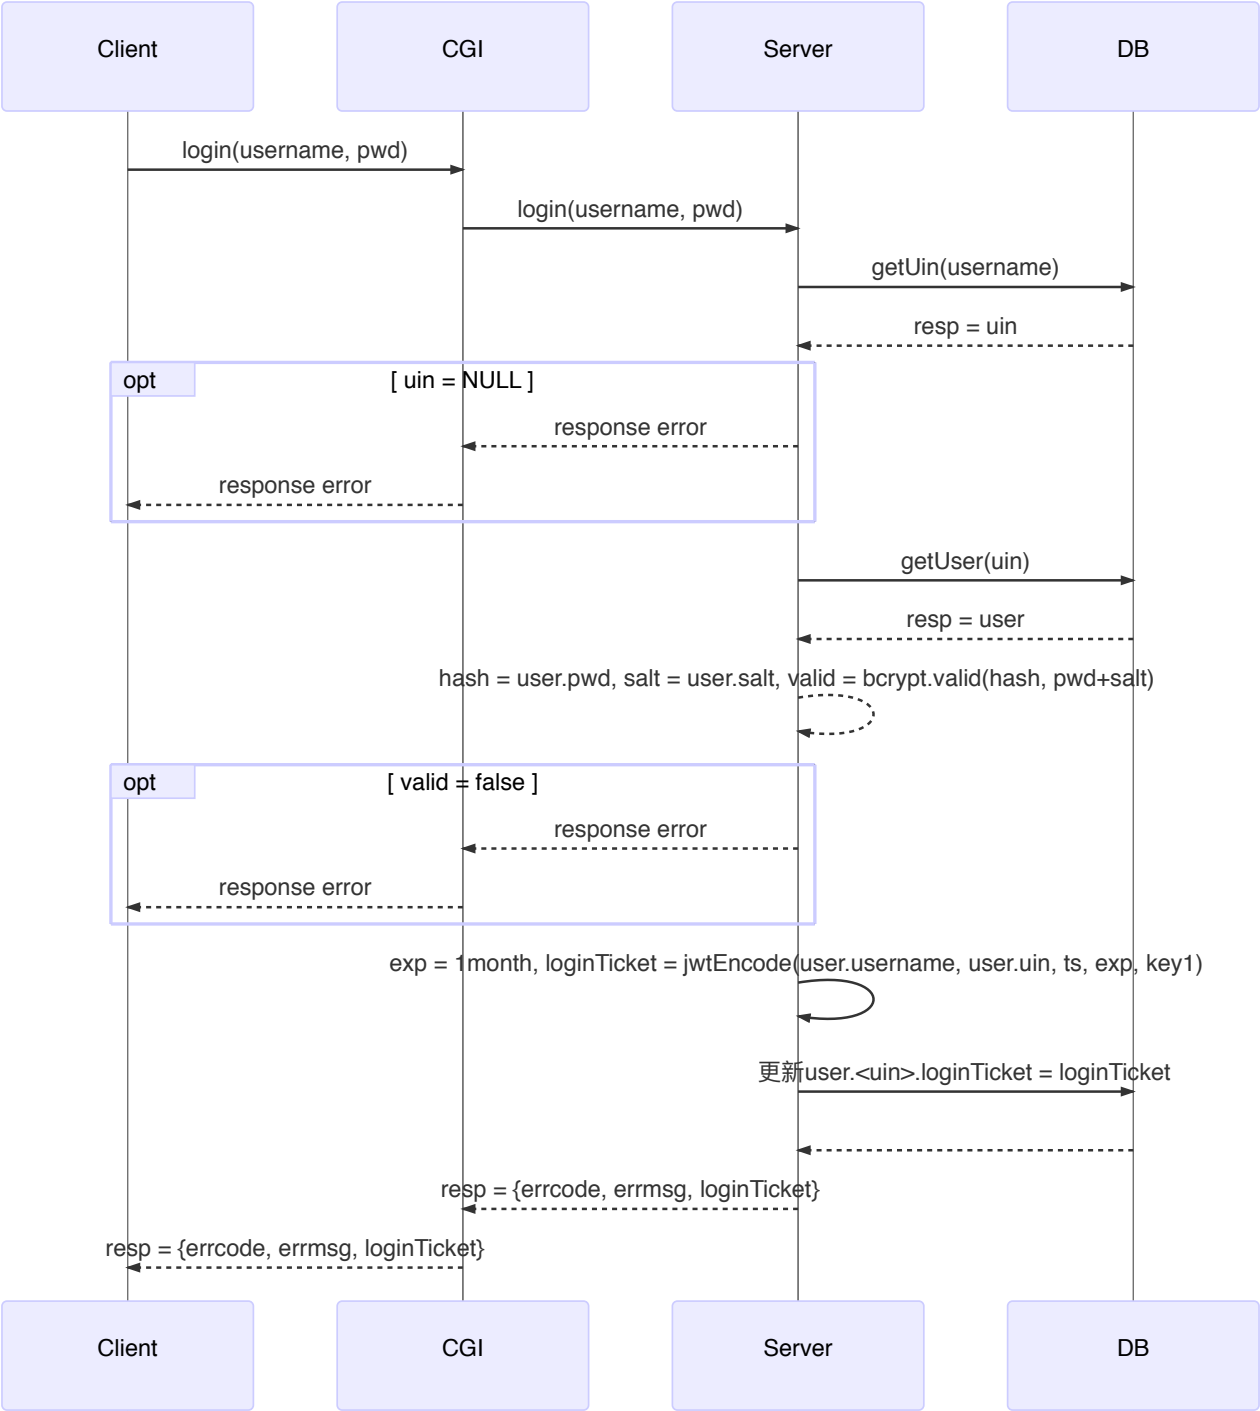 Client CGI Server DB
login(username, pwd)
login(username, pwd)
getUin(username)
resp = uin
opt [ uin = NULL ]
response error
response error
getUser(uin)
resp = user
hash = user.pwd, salt = user.salt, valid = bcrypt.valid(hash, pwd+salt)
opt [ valid = false ]
response error
response error
exp = 1month, loginTicket = jwtEncode(user.username, user.uin, ts, exp, key1)
更新user.<uin>.loginTicket = loginTicket
resp = {errcode, errmsg, loginTicket}
resp = {errcode, errmsg, loginTicket}
Client CGI Server DB